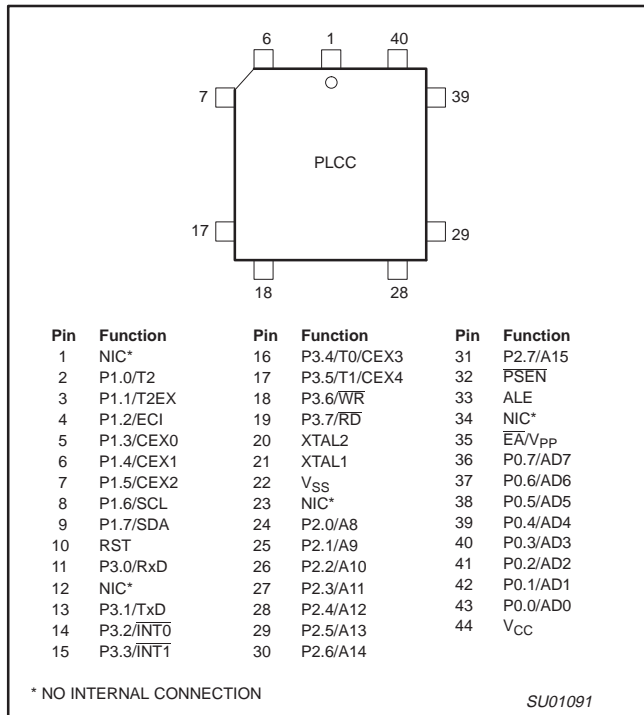 6 1 40
7 39
PLCC
17 29
18 28
Pin Function Pin Function Pin Function
1 NIC* 16 P3.4/T0/CEX3 31 P2.7/A15
2 P1.0/T2 17 P3.5/T1/CEX4 32 P̅S̅E̅N̅
3 P1.1/T2EX 18 P3.6/W̅R̅ 33 ALE
4 P1.2/ECI 19 P3.7/R̅D̅ 34 NIC*
5 P1.3/CEX0 20 XTAL2 35 E̅A̅/VPP
6 P1.4/CEX1 21 XTAL1 36 P0.7/AD7
7 P1.5/CEX2 22 VSS 37 P0.6/AD6
8 P1.6/SCL 23 NIC* 38 P0.5/AD5
9 P1.7/SDA 24 P2.0/A8 39 P0.4/AD4
10 RST 25 P2.1/A9 40 P0.3/AD3
11 P3.0/RxD 26 P2.2/A10 41 P0.2/AD2
12 NIC* 27 P2.3/A11 42 P0.1/AD1
13 P3.1/TxD 28 P2.4/A12 43 P0.0/AD0
14 P3.2/I̅N̅T̅0̅ 29 P2.5/A13 44 VCC
15 P3.3/I̅N̅T̅1̅ 30 P2.6/A14
* NO INTERNAL CONNECTION
SU01091